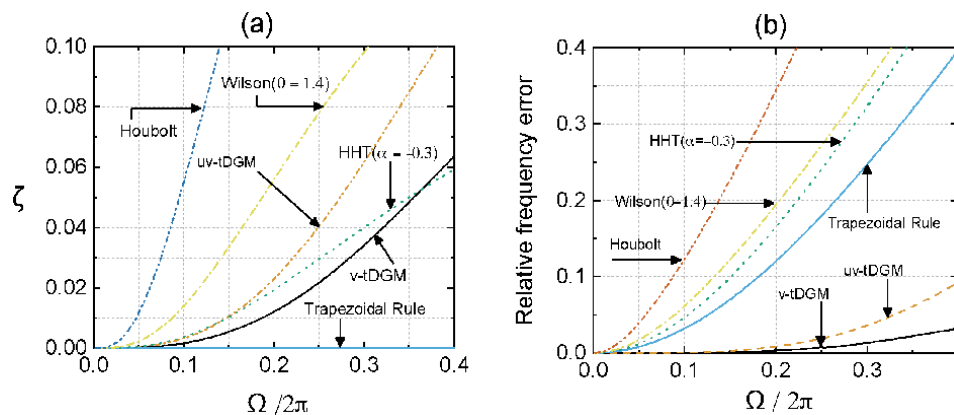 (a)
0.10
0.08
0.06
0.04
0.02
0.00
ζ
Wilson(0 = 1.4)
Houbolt
uv-tDGM
HHT(α = –0.3)
v-tDGM
Trapezoidal Rule
0.0 0.1 0.2 0.3 0.4
Ω /2π
(b)
0.4
0.3
0.2
0.1
0.0
Relative frequency error
HHT(α=–0.3)
Wilson(0–1.4)
Trapezoidal Rule
Houbolt
uv-tDGM
v-tDGM
0.0 0.1 0.2 0.3
Ω / 2π